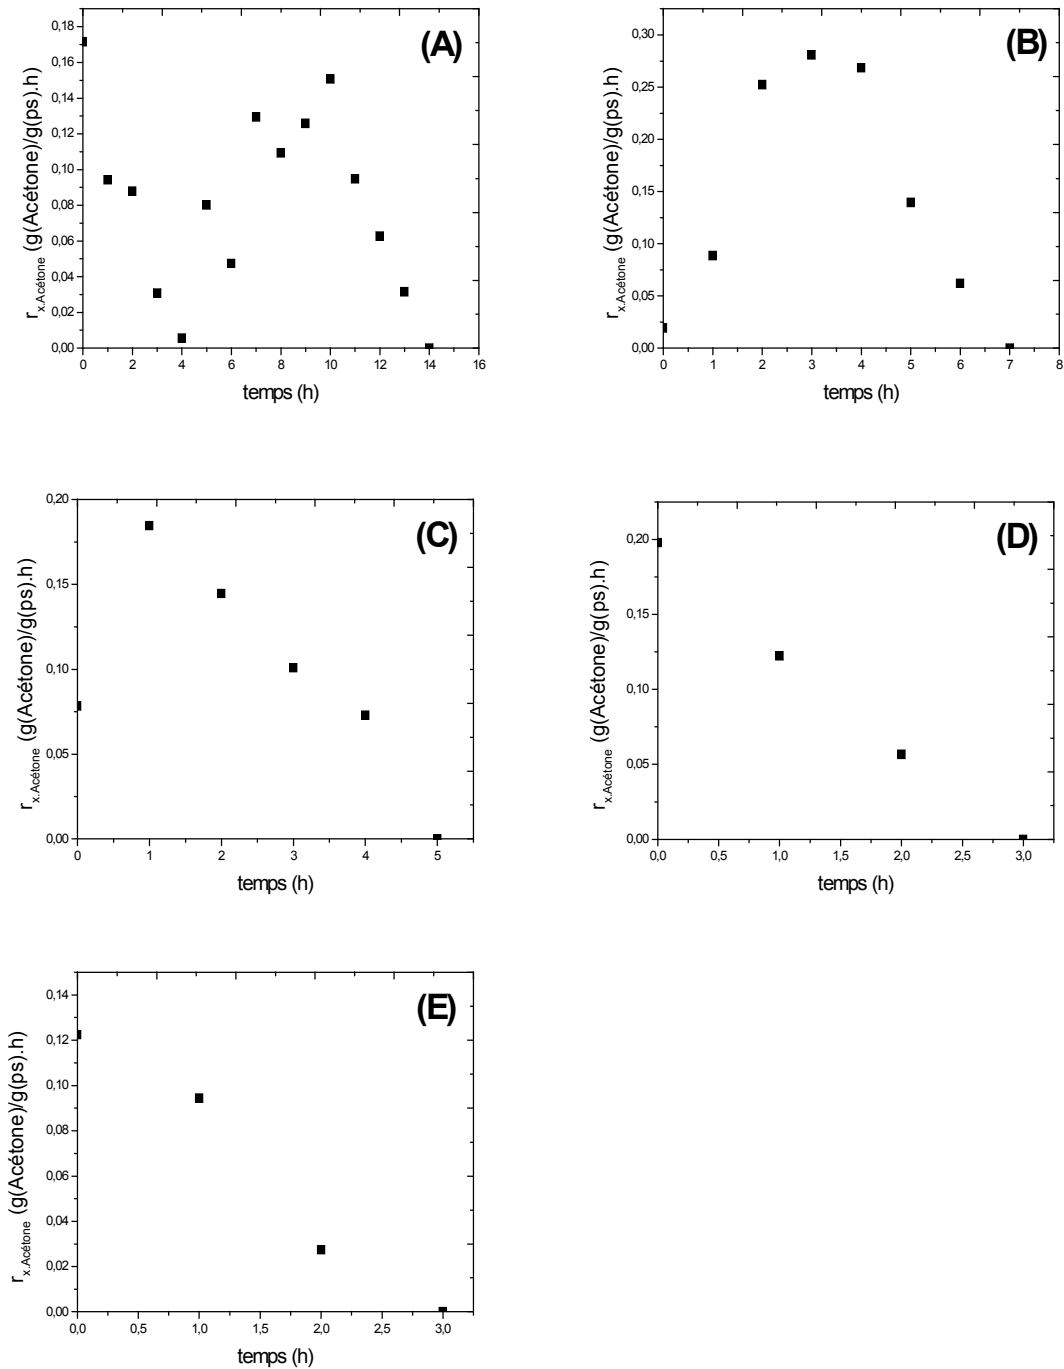 (A)
r x.Acétone (g(Acétone)/g(ps).h)
0,18
0,16
0,14
0,12
0,10
0,08
0,06
0,04
0,02
0,00
0 2 4 6 8 10 12 14 16
temps (h)
(B)
r x.Acétone (g(Acétone)/g(ps).h)
0,30
0,25
0,20
0,15
0,10
0,05
0,00
0 1 2 3 4 5 6 7 8
temps (h)
(C)
r x.Acétone (g(Acétone)/g(ps).h)
0,20
0,15
0,10
0,05
0,00
0 1 2 3 4 5
temps (h)
(D)
r x.Acétone (g(Acétone)/g(ps).h)
0,20
0,15
0,10
0,05
0,00
0,0 0,5 1,0 1,5 2,0 2,5 3,0
temps (h)
(E)
r x.Acétone (g(Acétone)/g(ps).h)
0,14
0,12
0,10
0,08
0,06
0,04
0,02
0,00
0,0 0,5 1,0 1,5 2,0 2,5 3,0
temps (h)